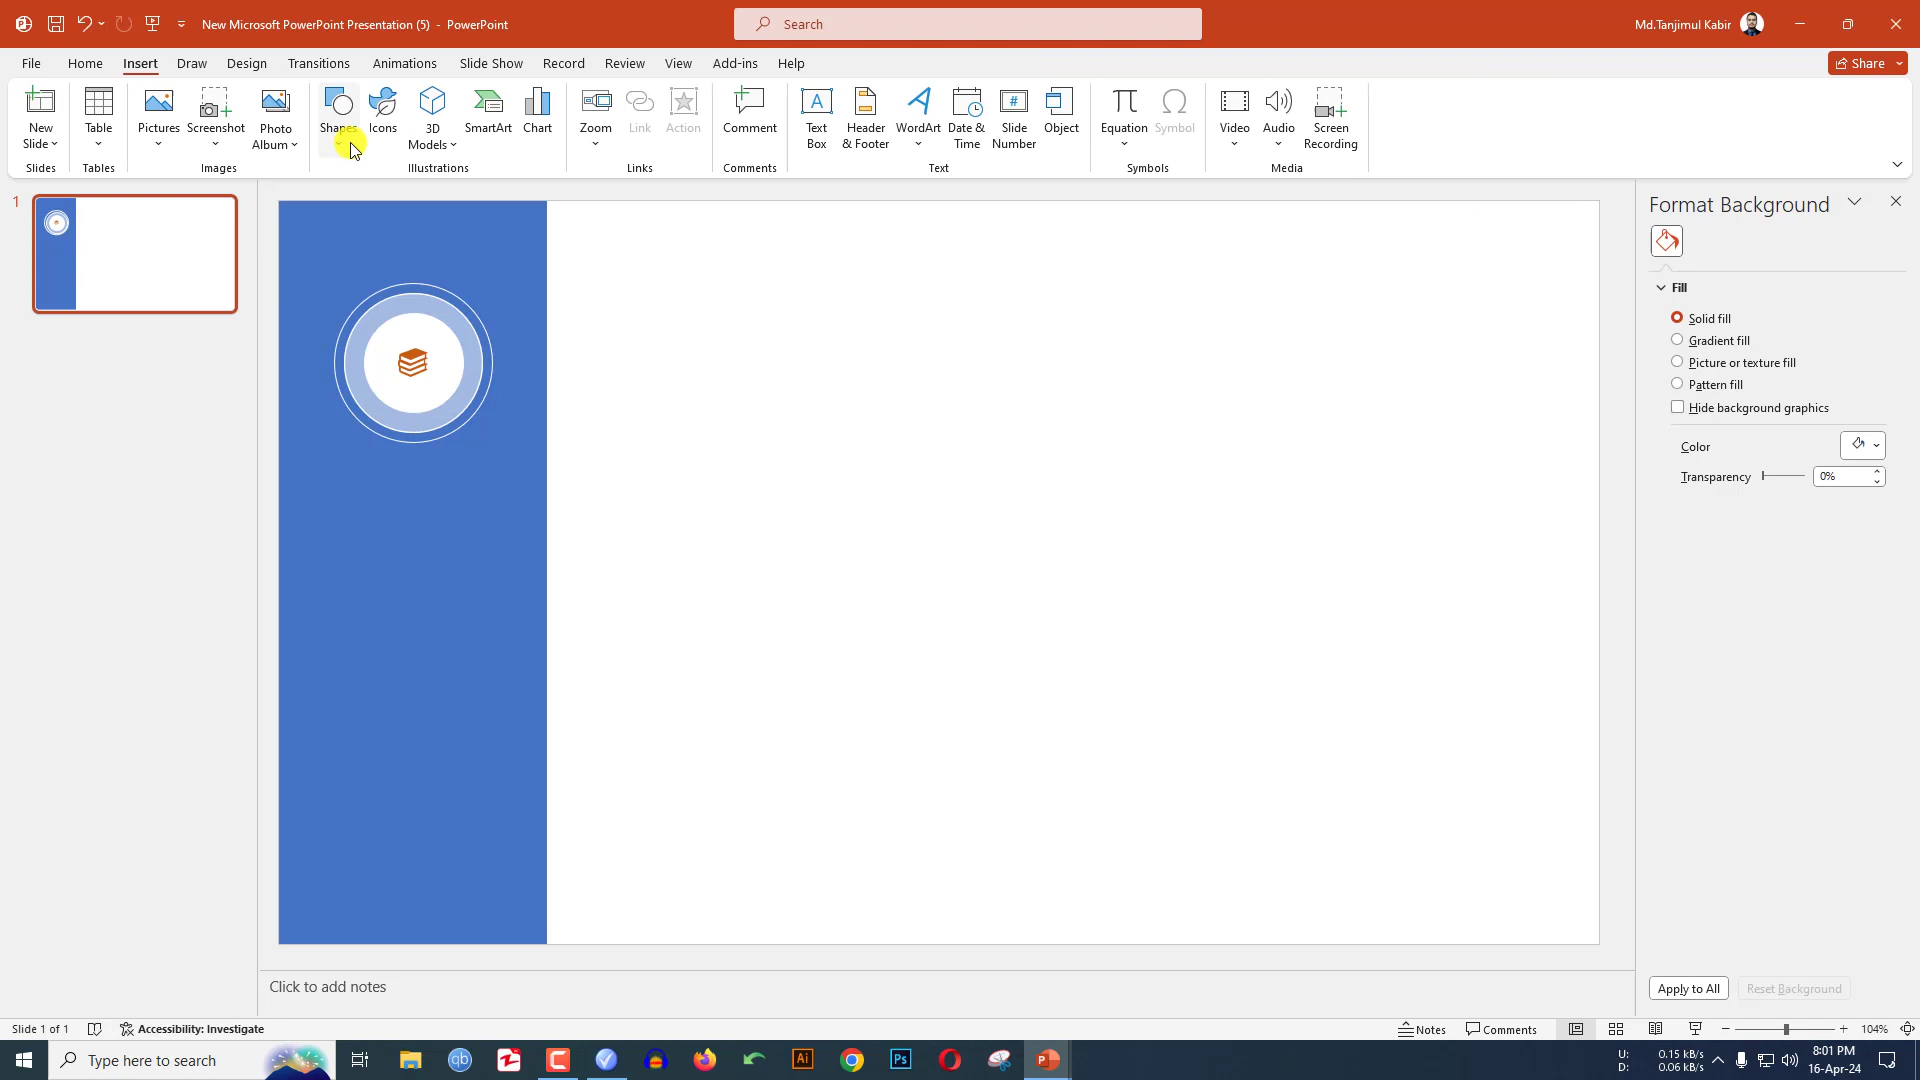 New Microsoft PowerPoint Presentation (5) - PowerPoint
Search
Md.Tanjimul Kabir
File Home Insert Draw Design Transitions Animations Slide Show Record Review View Add-ins Help
Share
New Slide
Table
Pictures
Screenshot
Photo Album
Shapes
Icons
3D Models
SmartArt
Chart
Zoom
Link
Action
Comment
Text Box
Header & Footer
WordArt
Date & Time
Slide Number
Object
Equation
Symbol
Video
Audio
Screen Recording
Slides Tables Images Illustrations Links Comments Text Symbols Media
1
Format Background
Fill
Solid fill
Gradient fill
Picture or texture fill
Pattern fill
Hide background graphics
Color
Transparency 0%
Apply to All Reset Background
Click to add notes
Slide 1 of 1 Accessibility: Investigate Notes Comments 104%
Type here to search
U: 0.15 kB/s
D: 0.06 kB/s
8:01 PM
16-Apr-24